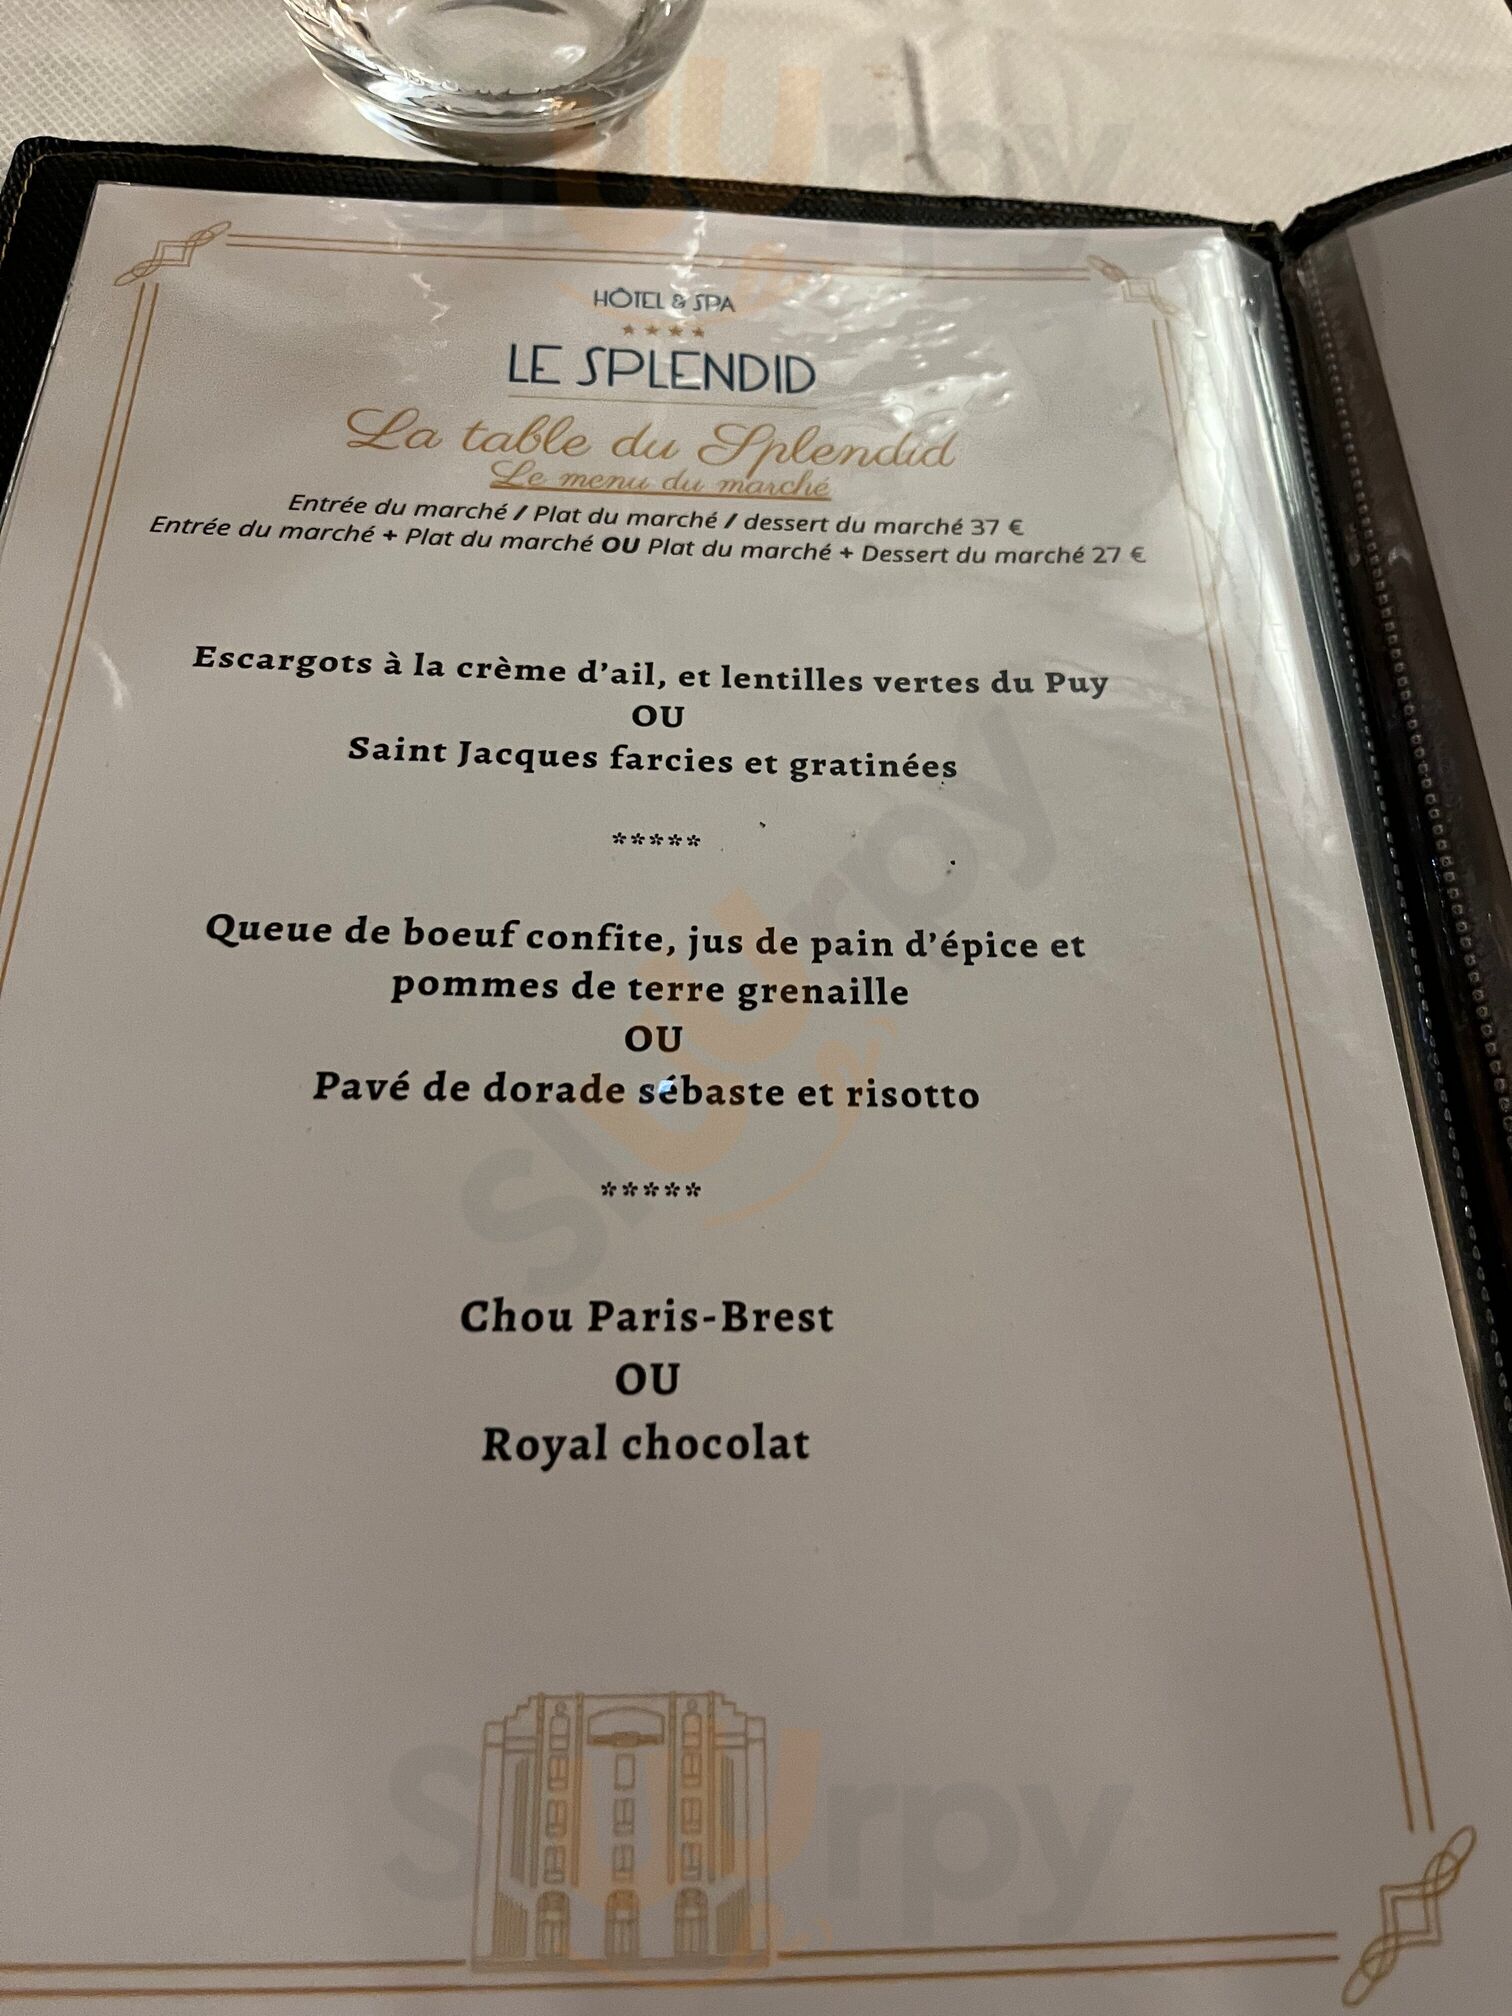 HÔTEL & SPA
★★★★
LE SPLENDID
La table du Splendid
Le menu du marché
Entrée du marché / Plat du marché / dessert du marché 37 €
Entrée du marché + Plat du marché OU Plat du marché + Dessert du marché 27 €
Escargots à la crème d’ail, et lentilles vertes du Puy
OU
Saint Jacques farcies et gratinées
*****
Queue de boeuf confite, jus de pain d’épice et
pommes de terre grenaille
OU
Pavé de dorade sébaste et risotto
*****
Chou Paris-Brest
OU
Royal chocolat
slurpy
slurpy
slurpy